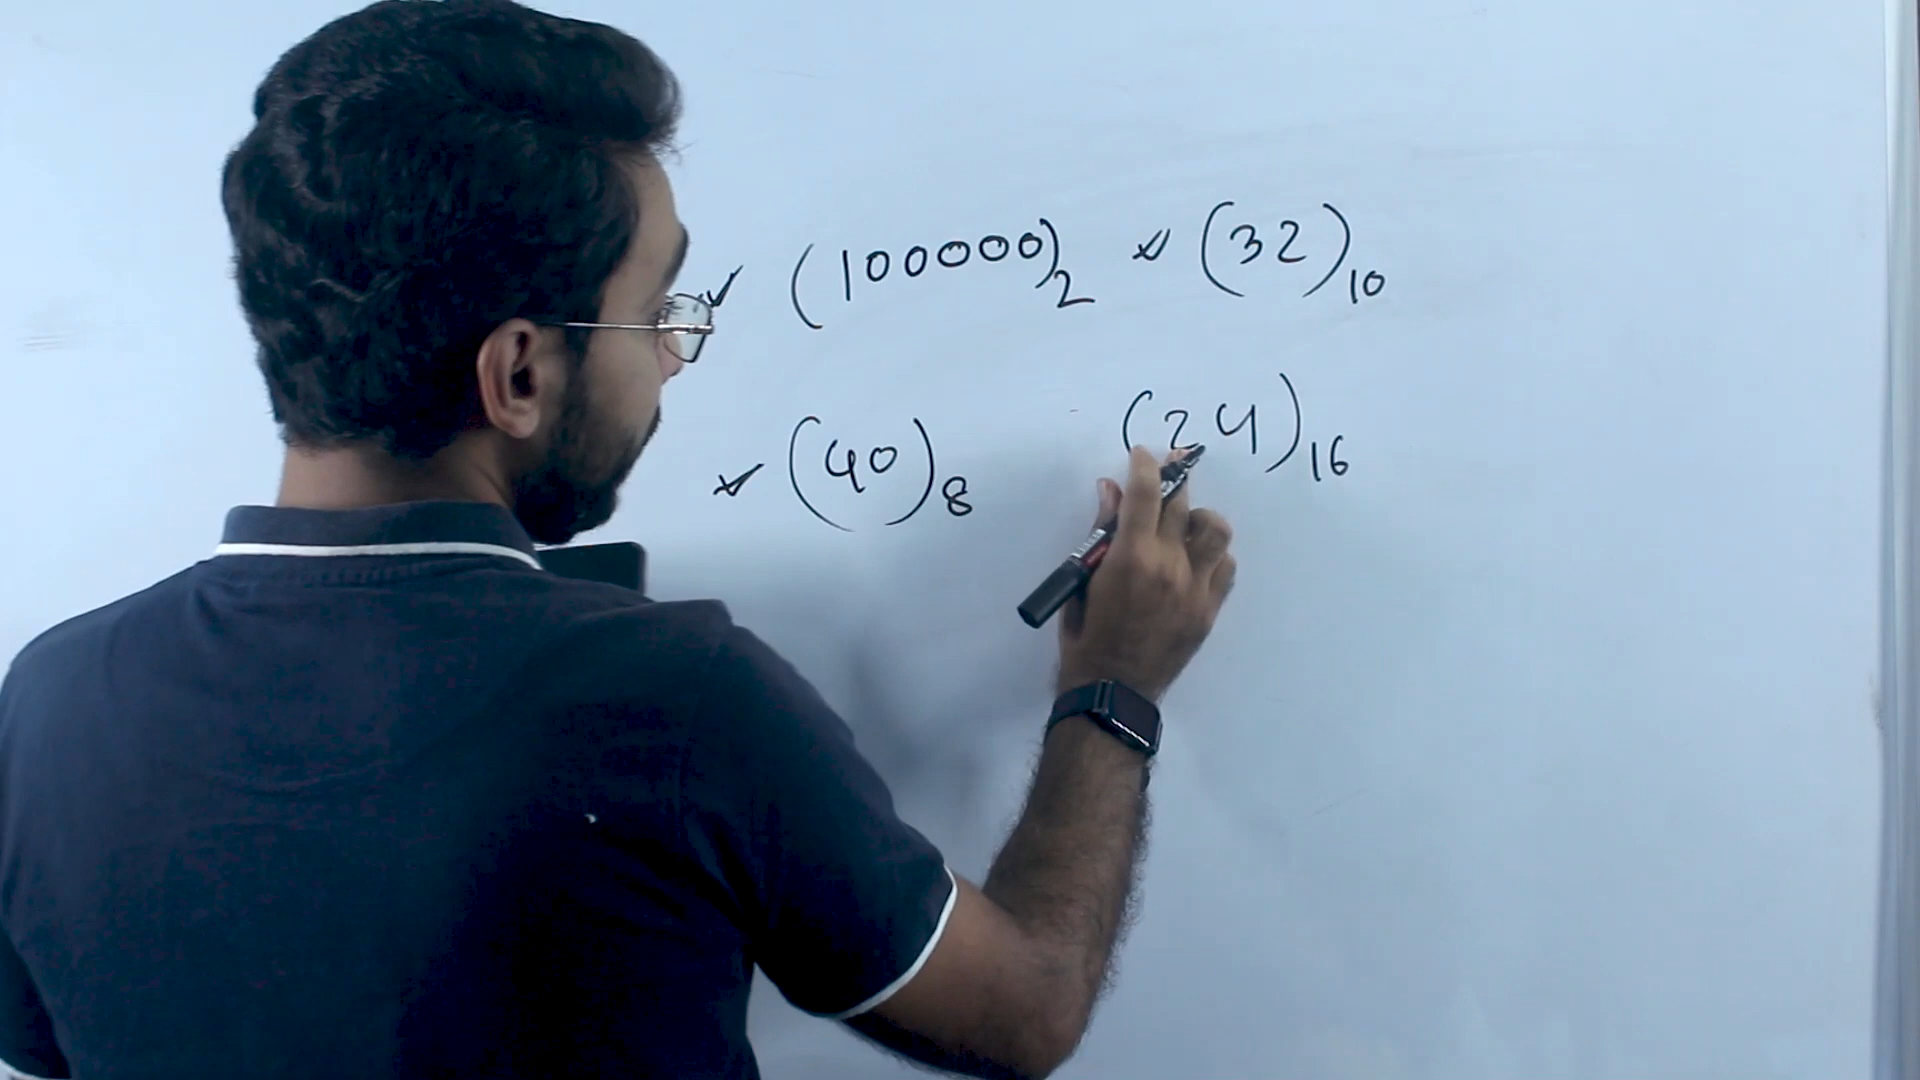 ✓ (100000)₂ ✓ (32)₁₀
✓ (40)₈ (24)₁₆